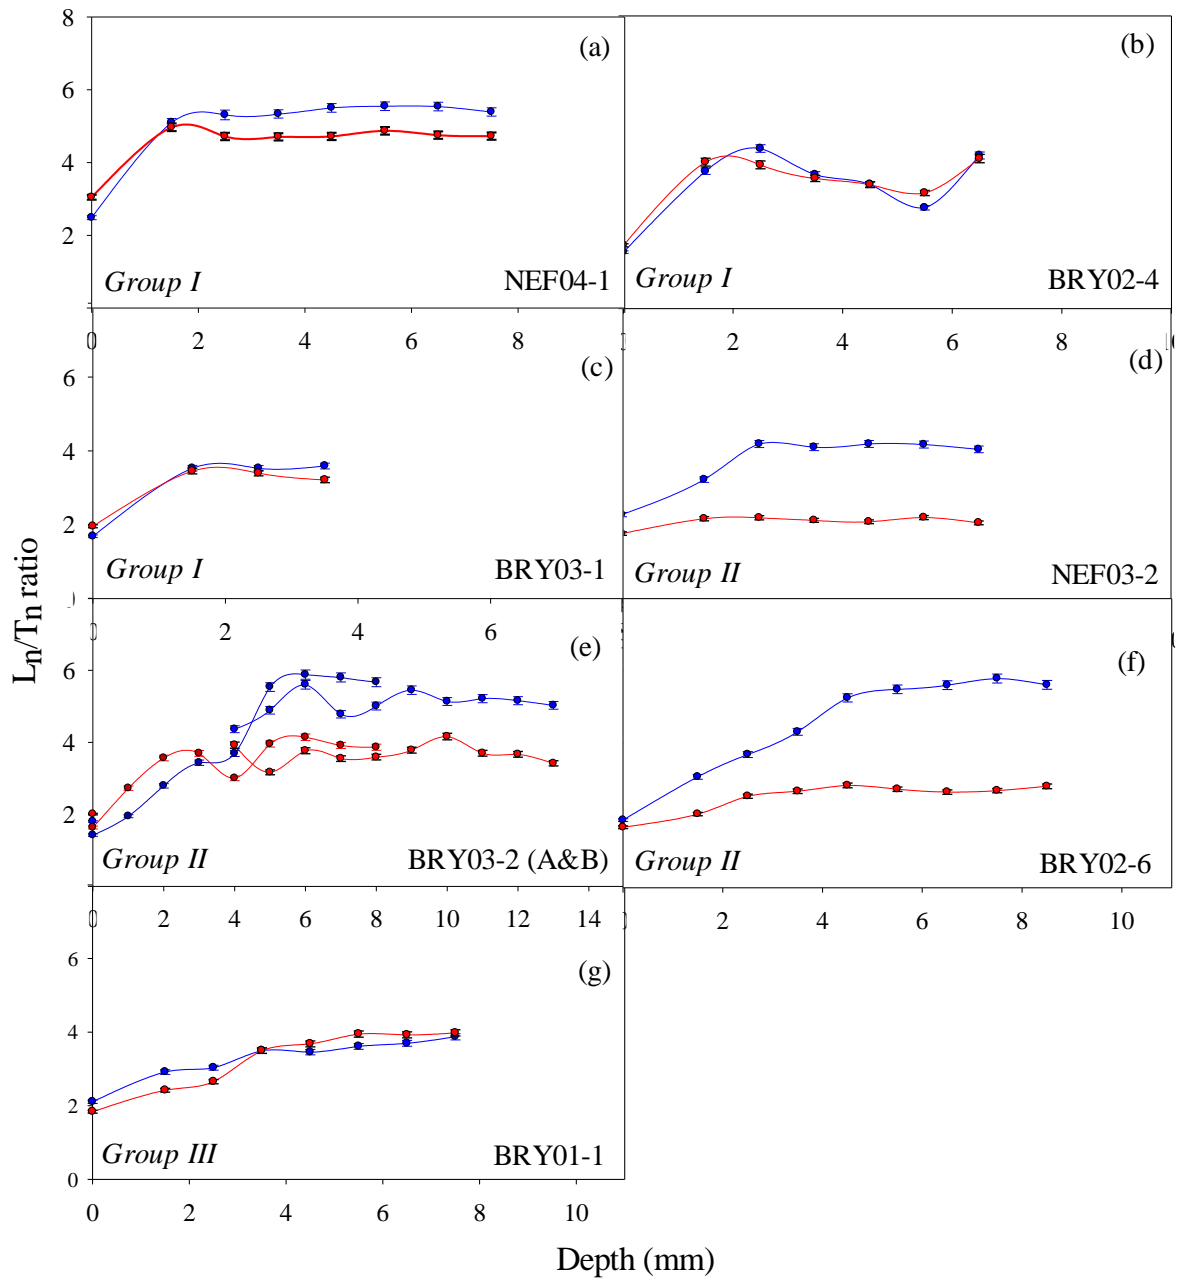 8
6
4
2
(a)
Group I
NEF04-1
(b)
Group I
BRY02-4
0 2 4 6 8
2 4 6 8
6
4
2
(c)
Group I
BRY03-1
(d)
Group II
NEF03-2
0 2 4 6
6
4
2
(e)
Group II
BRY03-2 (A&B)
(f)
Group II
BRY02-6
0 2 4 6 8 10 12 14
0 2 4 6 8 10
6
4
2
0
(g)
Group III
BRY01-1
0 2 4 6 8 10
Ln/Tn ratio
Depth (mm)